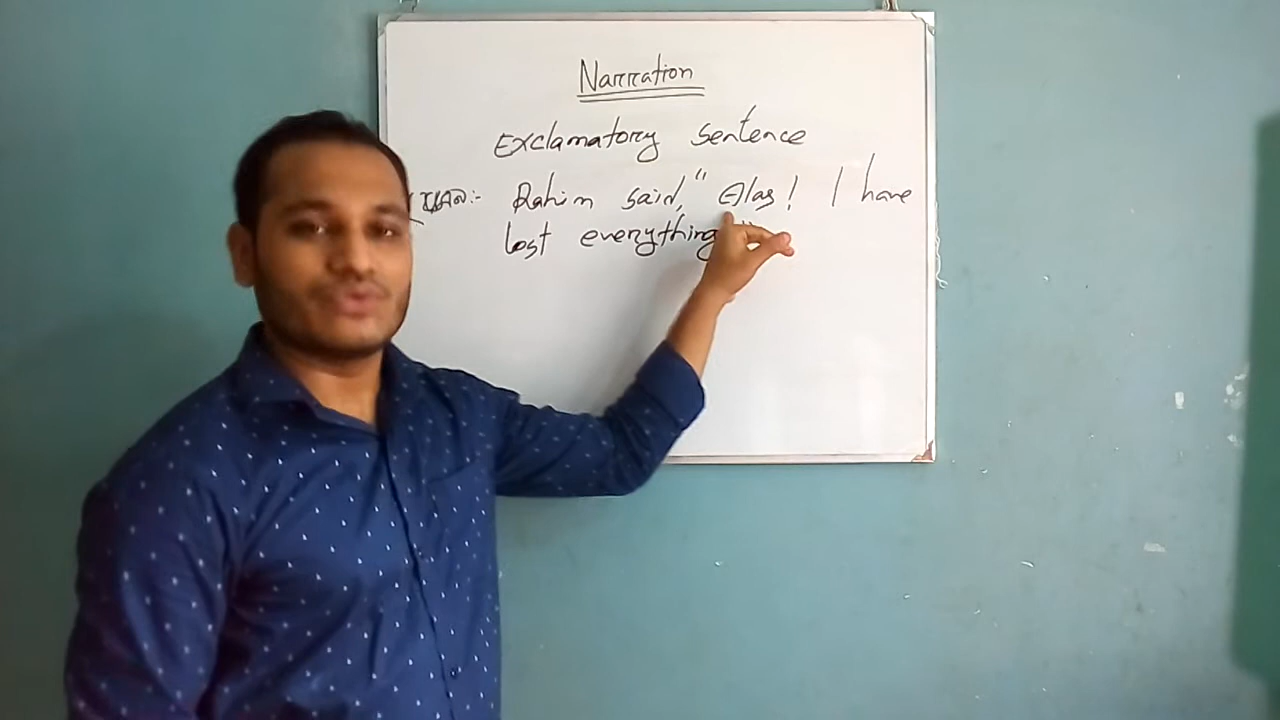 Narration
Exclamatory sentence
Rahim said, "Alas! I have
lost everything"